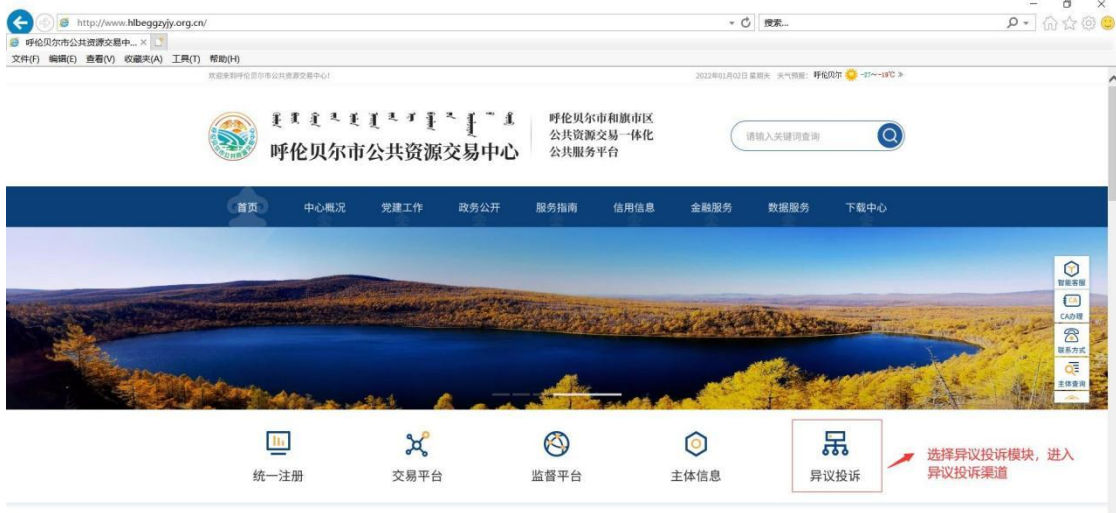 http://www.hlbeggzyjy.org.cn/
搜索...
呼伦贝尔市公共资源交易中... ×
文件(F) 编辑(E) 查看(V) 收藏夹(A) 工具(T) 帮助(H)
欢迎来到呼伦贝尔市公共资源交易中心!
2022年01月02日 星期天 天气预报: 呼伦贝尔 -27~-19℃ >
呼伦贝尔市公共资源交易中心
呼伦贝尔市和旗市区
公共资源交易一体化
公共服务平台
请输入关键词查询
首页 中心概况 党建工作 政务公开 服务指南 信用信息 金融服务 数据服务 下载中心
智能客服
CA
CA办理
联系方式
主体查询
统一注册 交易平台 监督平台 主体信息 异议投诉
选择异议投诉模块，进入
异议投诉渠道